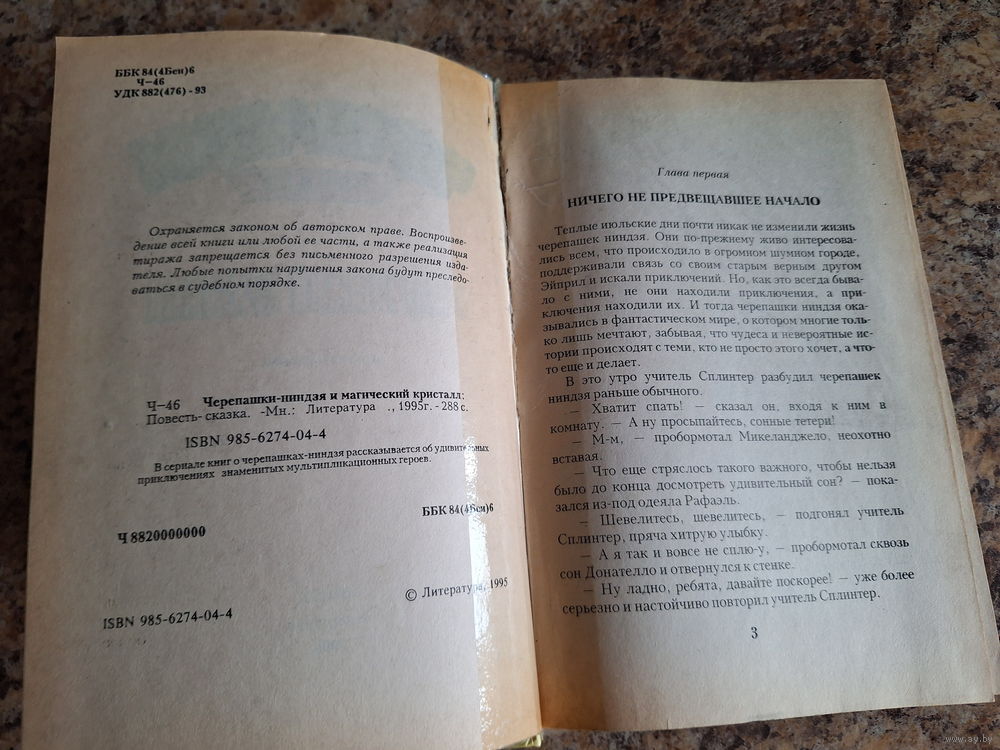 ББК 84(4Беи)6
Ч—46
УДК 882(476) - 93
Охраняется законом об авторском праве. Воспроизве-
дение всей книги или любой ее части, а также реализация
тиража запрещается без письменного разрешения изда-
теля. Любые попытки нарушения закона будут преследо-
ваться в судебном порядке.
Ч—46 Черепашки-ниндзя и магический кристалл:
Повесть- сказка. -Мн.: Литература ., 1995г. - 288 с.
ISBN 985-6274-04-4
В сериале книг о черепашках-ниндзя рассказывается об удивительных
приключениях знаменитых мультипликационных героев.
ББК 84(4Беи)6
Ч 8820000000
© Литература, 1995
ISBN 985-6274-04-4
Глава первая
НИЧЕГО НЕ ПРЕДВЕЩАВШЕЕ НАЧАЛО
Теплые июльские дни почти никак не изменили жизнь
черепашек ниндзя. Они по-прежнему живо интересова-
лись всем, что происходило в огромном шумном городе,
поддерживали связь со своим старым верным другом
Эйприл и искали приключений. Но, как это всегда быва-
ло с ними, не они находили приключения, а при-
ключения находили их. И тогда черепашки ниндзя ока-
зывались в фантастическом мире, о котором многие толь-
ко лишь мечтают, забывая, что чудеса и невероятные ис-
тории происходят с теми, кто не просто этого хочет, а что-
то еще и делает.
В это утро учитель Сплинтер разбудил черепашек
ниндзя раньше обычного.
— Хватит спать! — сказал он, входя к ним в
комнату. — А ну просыпайтесь, сонные тетери!
— М-м, — пробормотал Микеланджело, неохотно
вставая.
— Что еще стряслось такого важного, чтобы нельзя
было до конца досмотреть удивительный сон? — пока-
зался из-под одеяла Рафаэль.
— Шевелитесь, шевелитесь, — подгонял учитель
Сплинтер, пряча хитрую улыбку.
— А я так и вовсе не сплю-у, — пробормотал сквозь
сон Донателло и отвернулся к стенке.
— Ну ладно, ребята, давайте поскорее! — уже более
серьезно и настойчиво повторил учитель Сплинтер.
3
www.ay.by